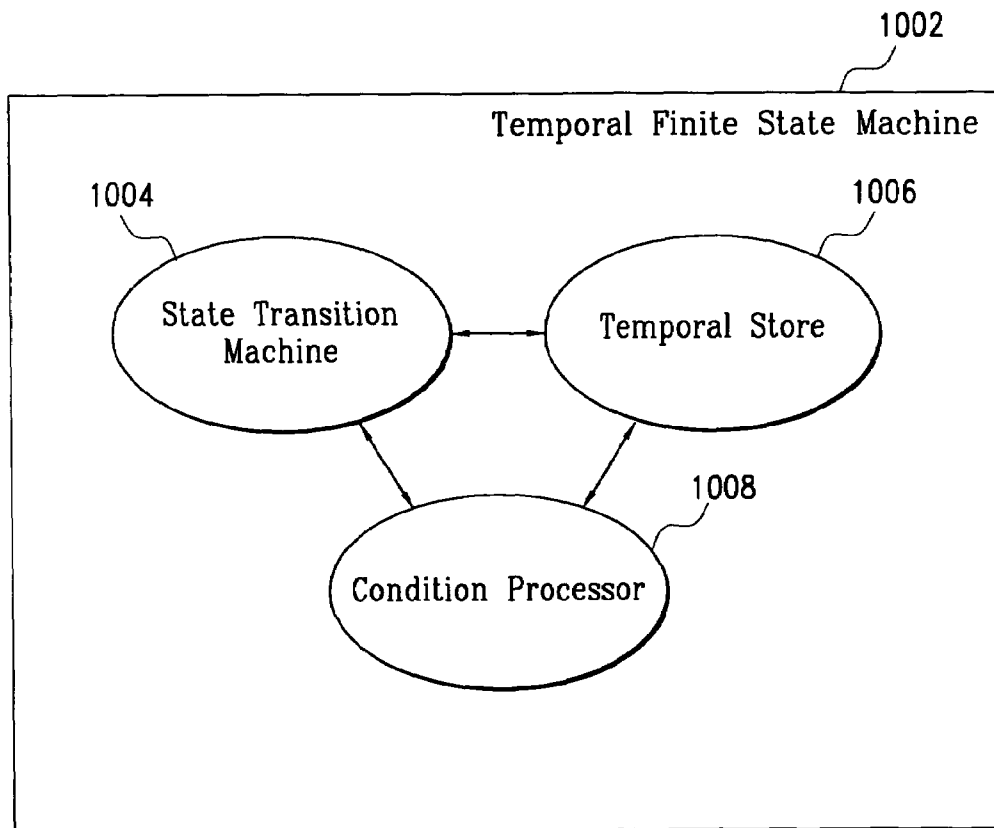 1002
Temporal Finite State Machine
1004
1006
State Transition
Machine
Temporal Store
1008
Condition Processor